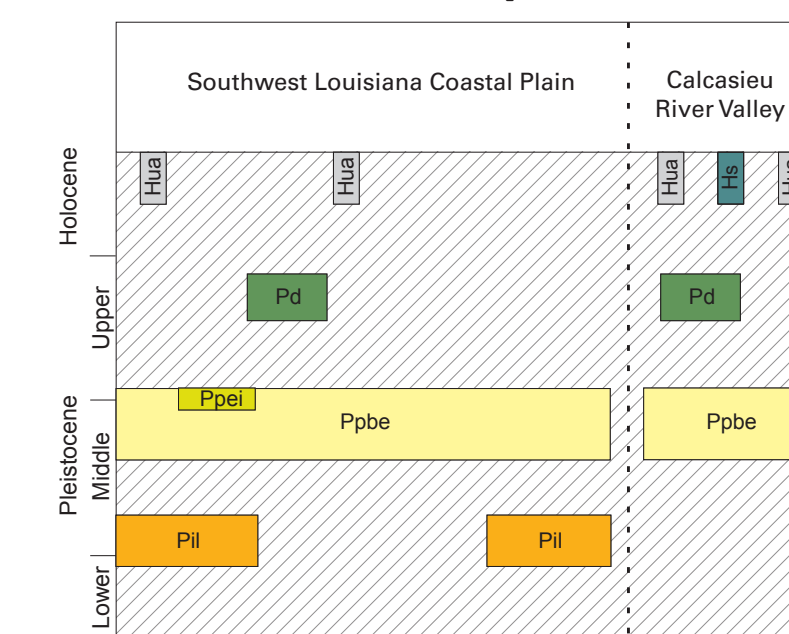 Southwest Louisiana Coastal Plain
Calcasieu
River Valley
Holocene
Hua
Hua
Hua
Hs
Upper
Pd
Pd
Pleistocene
Middle
Ppei
Ppbe
Ppbe
Pil
Pil
Lower